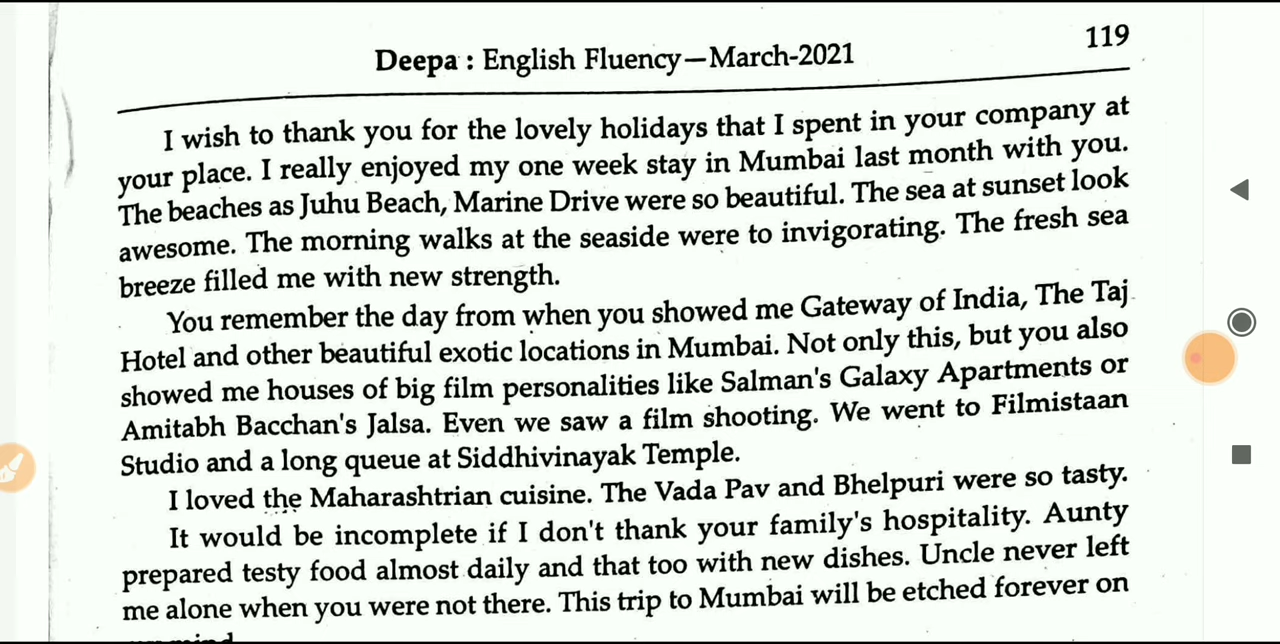 119
Deepa : English Fluency—March-2021
I wish to thank you for the lovely holidays that I spent in your company at
your place. I really enjoyed my one week stay in Mumbai last month with you.
The beaches as Juhu Beach, Marine Drive were so beautiful. The sea at sunset look
awesome. The morning walks at the seaside were to invigorating. The fresh sea
breeze filled me with new strength.
You remember the day from when you showed me Gateway of India, The Taj
Hotel and other beautiful exotic locations in Mumbai. Not only this, but you also
showed me houses of big film personalities like Salman's Galaxy Apartments or
Amitabh Bacchan's Jalsa. Even we saw a film shooting. We went to Filmistaan
Studio and a long queue at Siddhivinayak Temple.
I loved the Maharashtrian cuisine. The Vada Pav and Bhelpuri were so tasty.
It would be incomplete if I don't thank your family's hospitality. Aunty
prepared testy food almost daily and that too with new dishes. Uncle never left
me alone when you were not there. This trip to Mumbai will be etched forever on